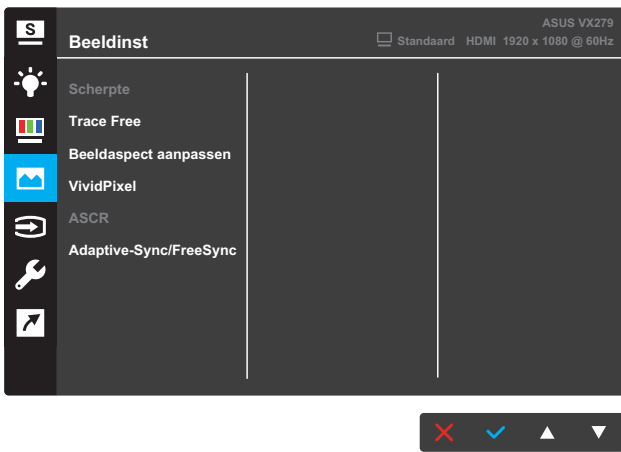 S
ASUS VX279
Beeldinst
Standaard HDMI 1920 x 1080 @ 60Hz
Scherpte
Trace Free
Beeldaspect aanpassen
VividPixel
ASCR
Adaptive-Sync/FreeSync